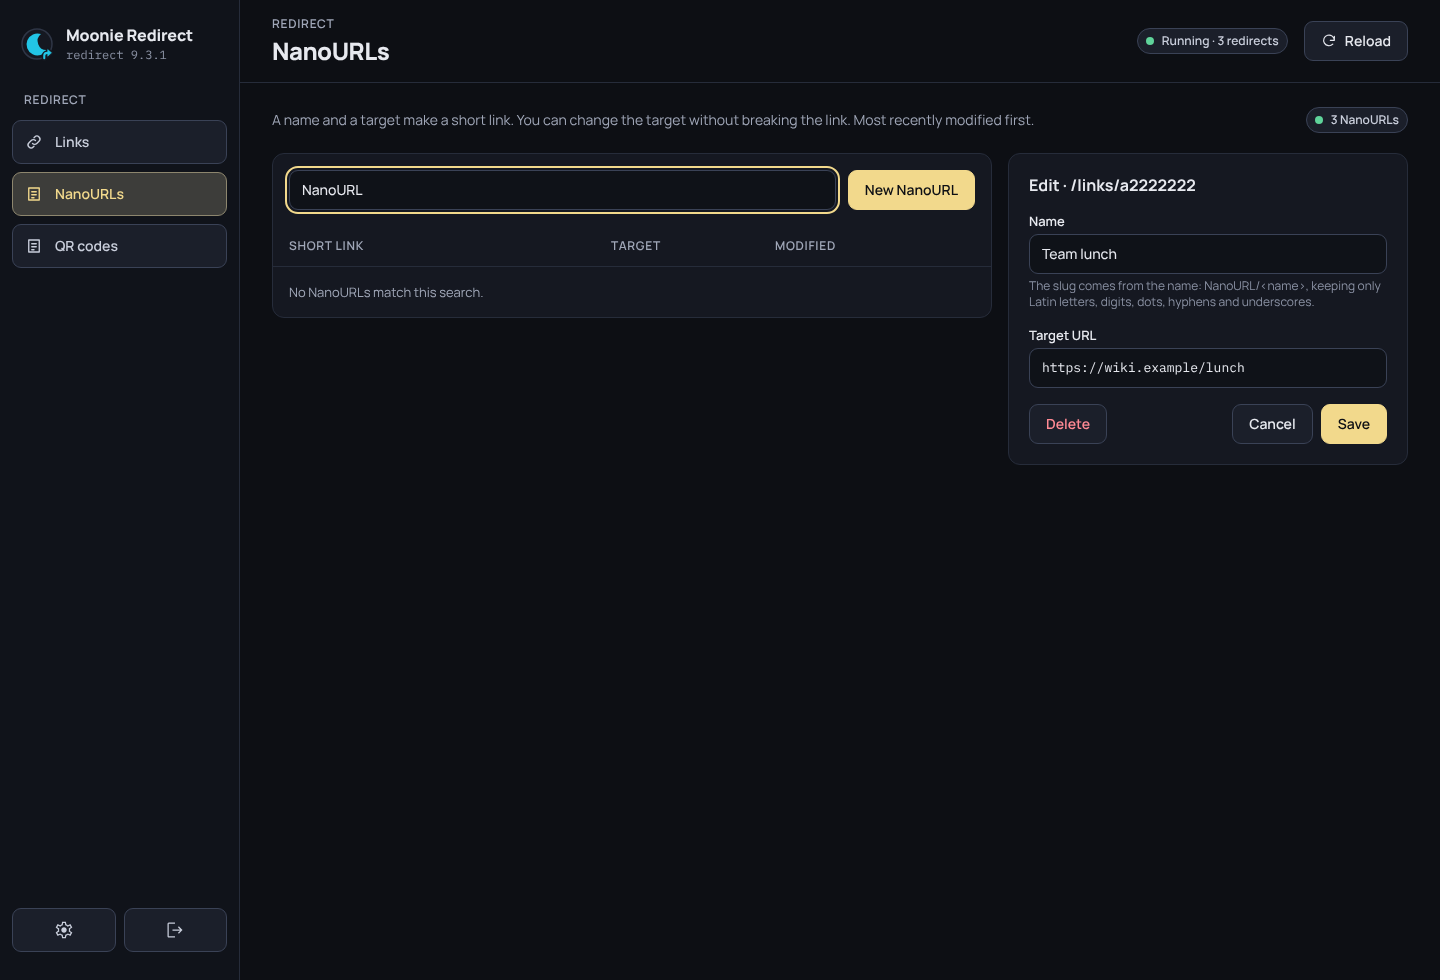 Moonie Redirect
redirect 9.3.1
REDIRECT
Links
NanoURLs
QR codes
REDIRECT
NanoURLs
Running · 3 redirects
Reload
A name and a target make a short link. You can change the target without breaking the link. Most recently modified first.
3 NanoURLs
NanoURL
New NanoURL
SHORT LINK
TARGET
MODIFIED
No NanoURLs match this search.
Edit · /links/a2222222
Name
Team lunch
The slug comes from the name: NanoURL/<name>, keeping only
Latin letters, digits, dots, hyphens and underscores.
Target URL
https://wiki.example/lunch
Delete
Cancel
Save